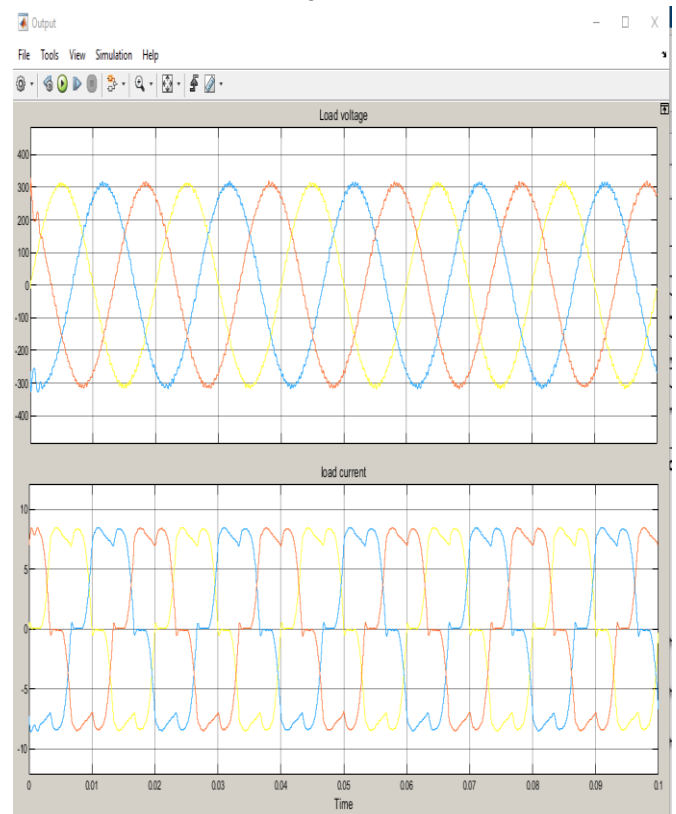 Output
File Tools View Simulation Help
Load voltage
400
300
200
100
0
-100
-200
-300
-400
load current
10
5
0
-5
-10
0 0.01 0.02 0.03 0.04 0.05 0.06 0.07 0.08 0.09 0.1
Time